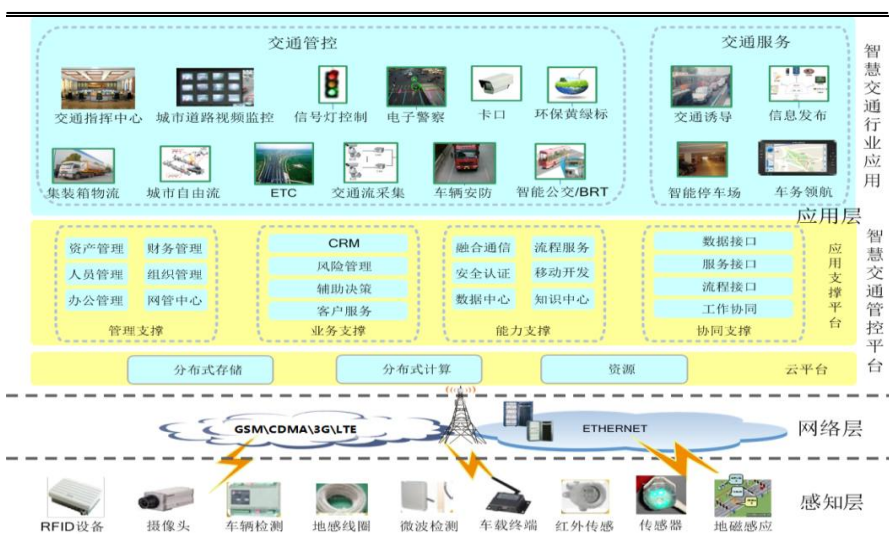 交通管控
交通指挥中心 城市道路视频监控 信号灯控制 电子警察 卡口 环保黄绿标
集装箱物流 城市自由流 ETC 交通流采集 车辆安防 智能公交/BRT
交通服务
交通诱导 信息发布
智能停车场 车务领航
智慧交通行业应用
应用层
资产管理 财务管理
人员管理 组织管理
办公管理 网管中心
管理支撑
CRM
风险管理
辅助决策
客户服务
业务支撑
融合通信 流程服务
安全认证 移动开发
数据中心 知识中心
能力支撑
数据接口
服务接口
流程接口
工作协同
协同支撑
应用支撑平台
智慧交通管控平台
分布式存储 分布式计算 资源 云平台
GSM\CDMA\3G\LTE ETHERNET 网络层
RFID设备 摄像头 车辆检测 地感线圈 微波检测 车载终端 红外传感 传感器 地磁感应 感知层